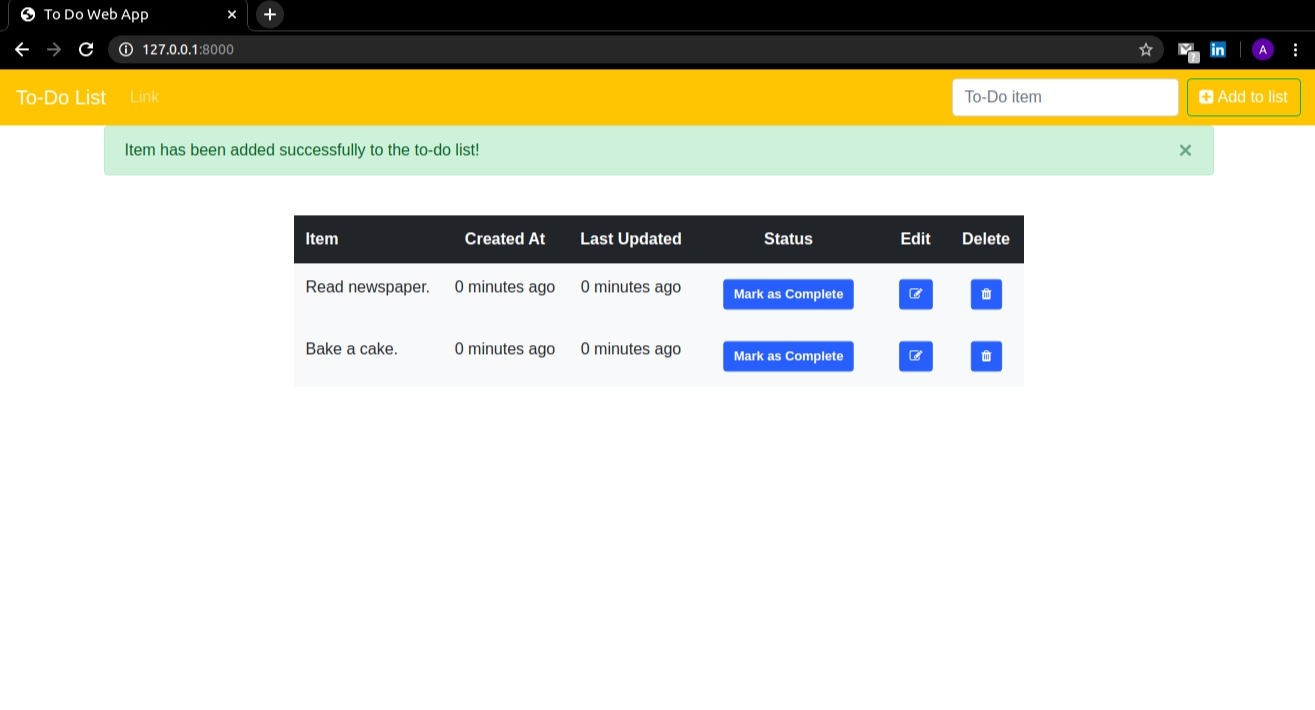 To Do Web App
127.0.0.1:8000
A
To-Do List Link To-Do item Add to list
Item has been added successfully to the to-do list! ×
Item Created At Last Updated Status Edit Delete
Read newspaper. 0 minutes ago 0 minutes ago Mark as Complete
Bake a cake. 0 minutes ago 0 minutes ago Mark as Complete